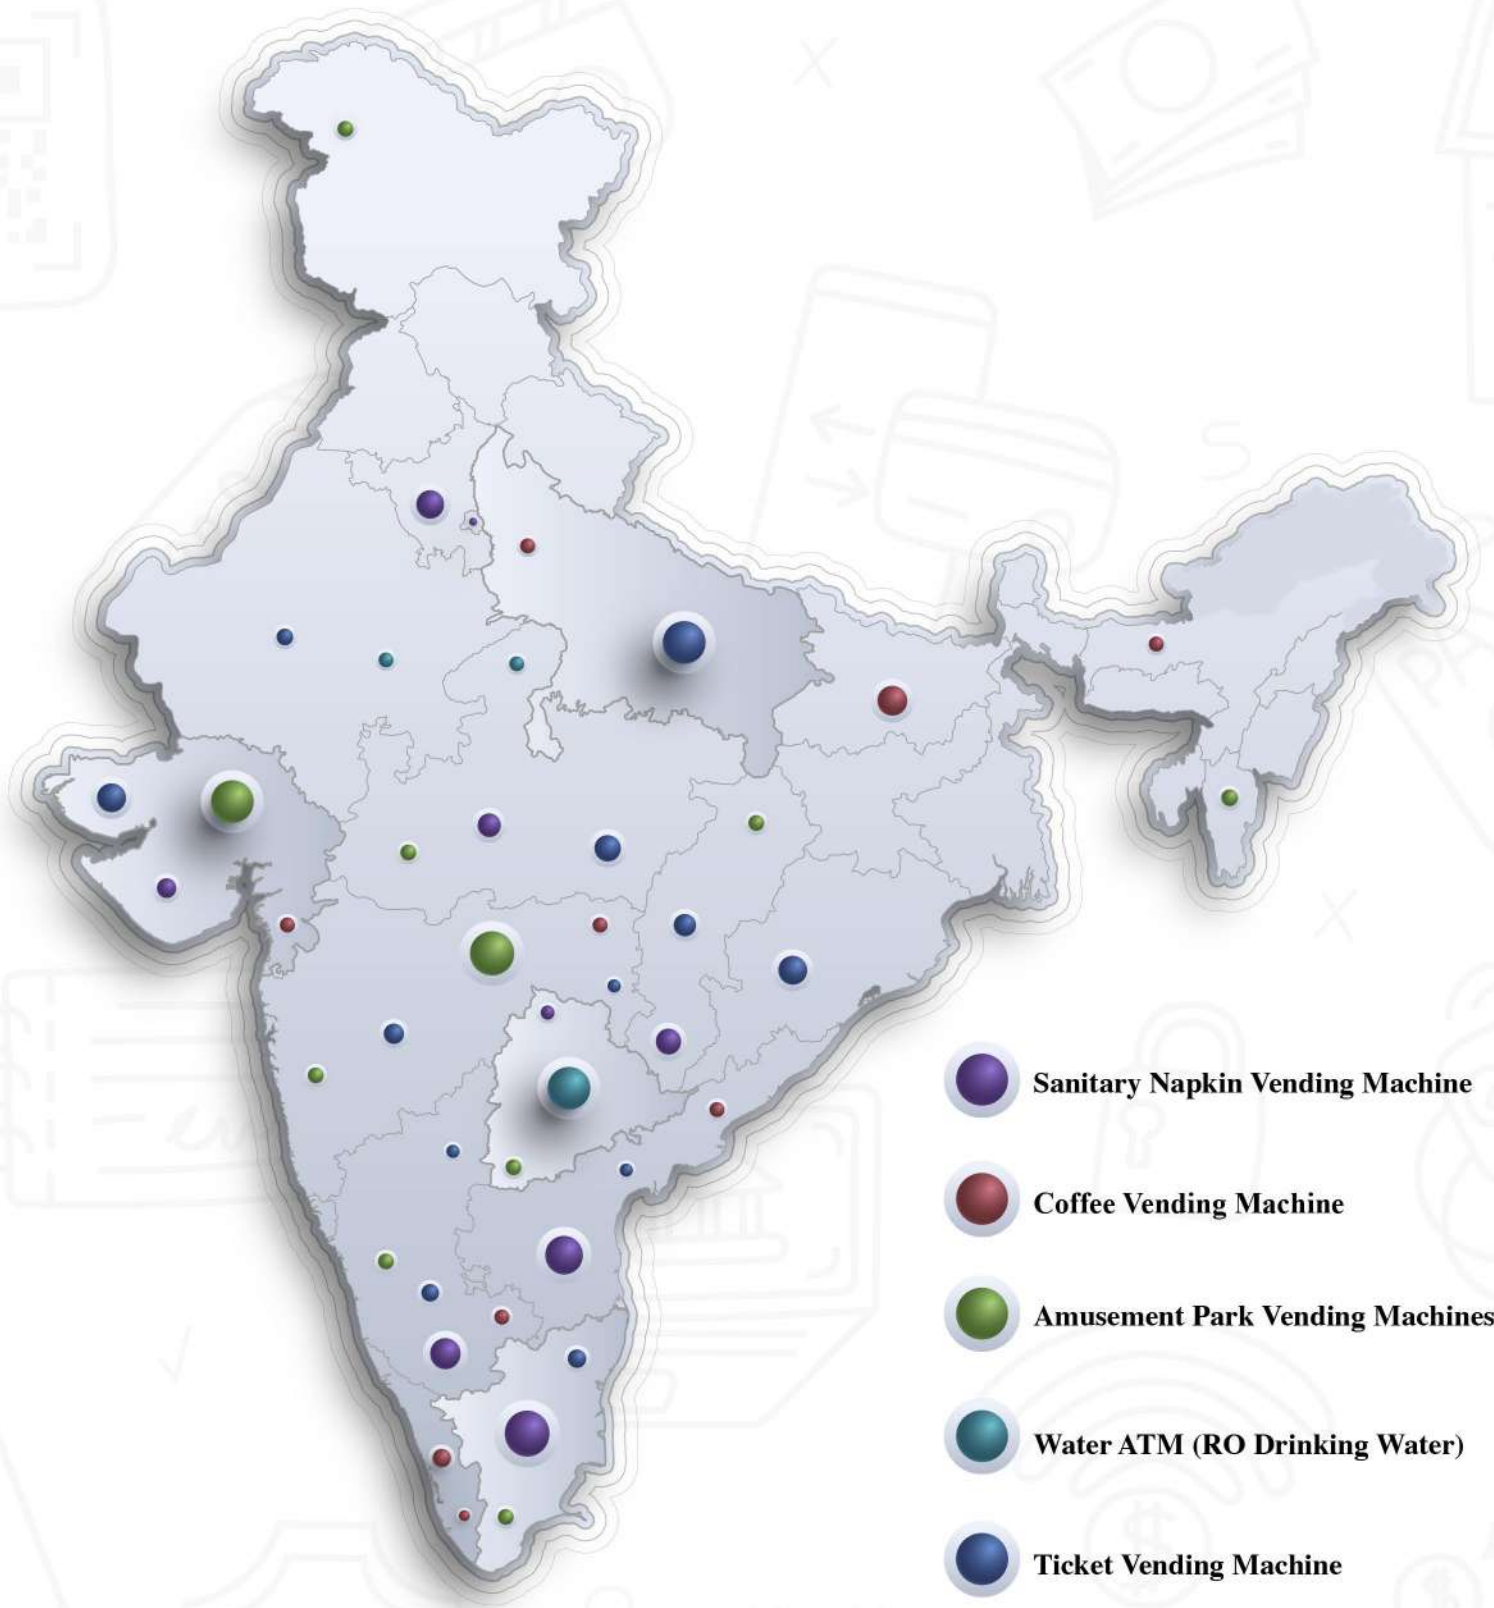 Sanitary Napkin Vending Machine
Coffee Vending Machine
Amusement Park Vending Machines
Water ATM (RO Drinking Water)
Ticket Vending Machine